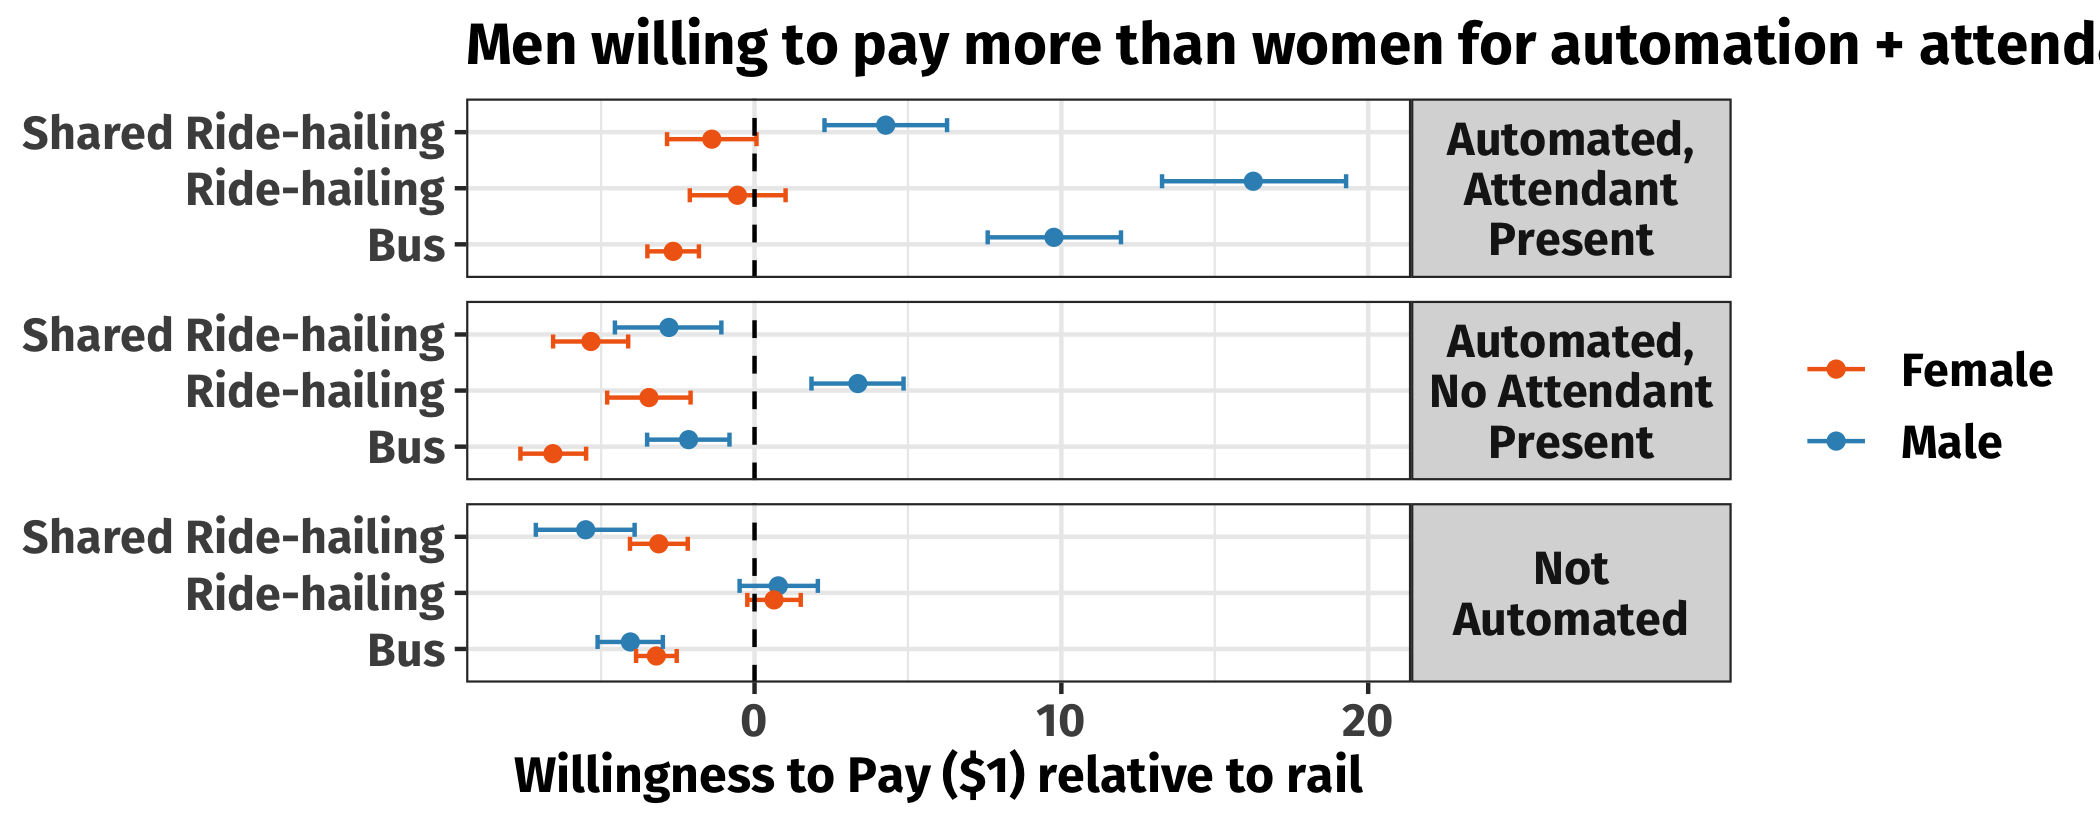 Men willing to pay more than women for automation + attend
Shared Ride-hailing
Ride-hailing
Bus
Automated,
Attendant
Present
Shared Ride-hailing
Ride-hailing
Bus
Automated,
No Attendant
Present
Shared Ride-hailing
Ride-hailing
Bus
Not
Automated
0 10 20
Willingness to Pay ($1) relative to rail
Female
Male